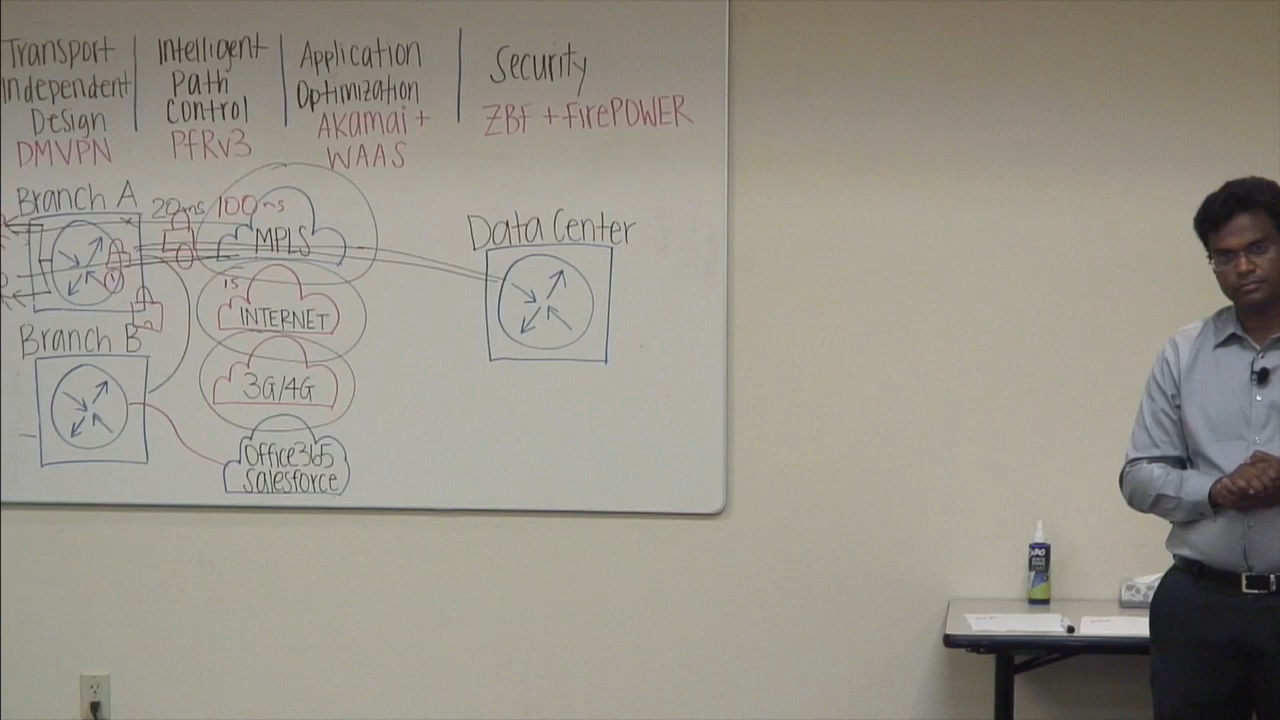 Transport
Independent
Design
DMVPN
Intelligent
Path
Control
PfRv3
Application
Optimization
Akamai +
WAAS
Security
ZBF + FirePOWER
Branch A
20ms 100ms
MPLS
Data Center
15
INTERNET
Branch B
3G/4G
Office365
Salesforce